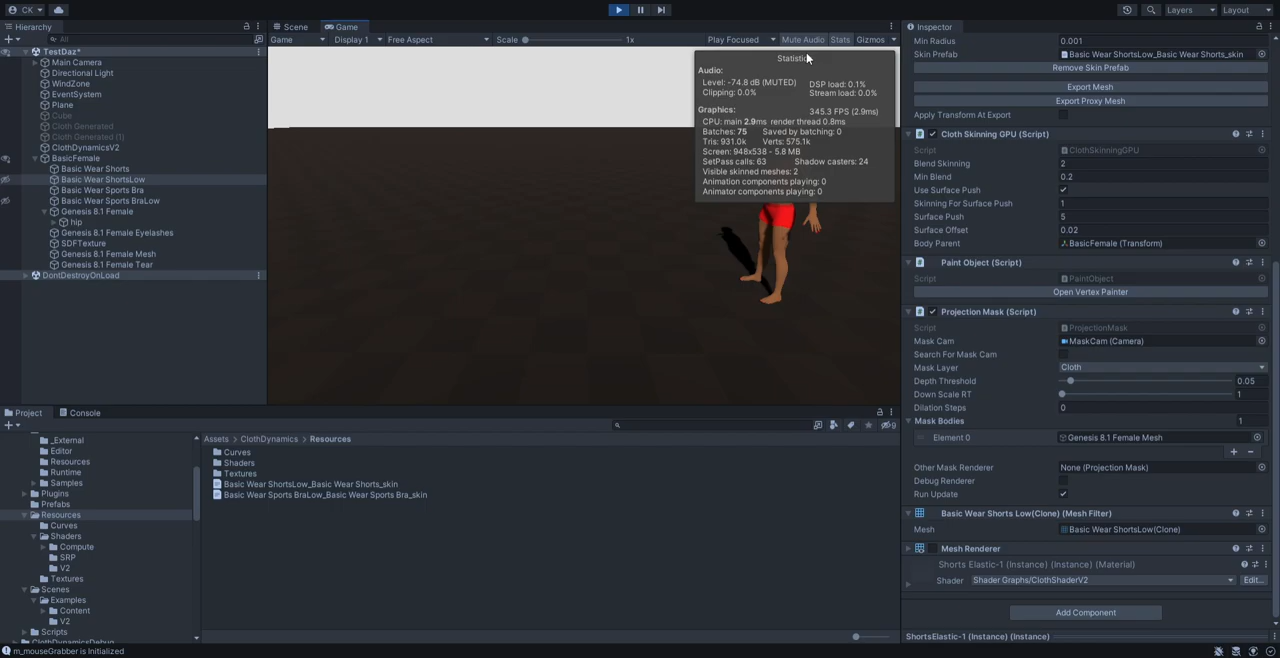 CK
Layers
Layout
Hierarchy
All
TestDaz*
Main Camera
Directional Light
WindZone
EventSystem
Plane
Cube
Cloth Generated
Cloth Generated (1)
ClothDynamicsV2
BasicFemale
Basic Wear Shorts
Basic Wear ShortsLow
Basic Wear Sports Bra
Basic Wear Sports BraLow
Genesis 8.1 Female
hip
Genesis 8.1 Female Eyelashes
SDFTexture
Genesis 8.1 Female Mesh
Genesis 8.1 Female Tear
DontDestroyOnLoad
Scene Game
Game Display 1 Free Aspect Scale 1x Play Focused Mute Audio Stats Gizmos
Audio:
Level: -74.8 dB (MUTED) DSP load: 0.1%
Clipping: 0.0% Stream load: 0.0%
Graphics: 345.3 FPS (2.9ms)
CPU: main 2.9ms render thread 0.8ms
Batches: 75 Saved by batching: 0
Tris: 931.0k Verts: 575.1k
Screen: 948x538 - 5.8 MB
SetPass calls: 63 Shadow casters: 24
Visible skinned meshes: 2
Animation components playing: 0
Animator components playing: 0
Project Console
_External
Editor
Resources
Runtime
Samples
Plugins
Prefabs
Resources
Curves
Shaders
Compute
SRP
V2
Textures
Scenes
Examples
Content
V2
Scripts
ClothDynamicsDebug
Assets > ClothDynamics > Resources
9
Curves
Shaders
Textures
Basic Wear ShortsLow_Basic Wear Shorts_skin
Basic Wear Sports BraLow_Basic Wear Sports Bra_skin
Inspector
Min Radius 0.001
Skin Prefab Basic Wear ShortsLow_Basic Wear Shorts_skin
Remove Skin Prefab
Export Mesh
Export Proxy Mesh
Apply Transform At Export
Cloth Skinning GPU (Script)
Script ClothSkinningGPU
Blend Skinning 2
Min Blend 0.2
Use Surface Push
Skinning For Surface Push 1
Surface Push 5
Surface Offset 0.02
Body Parent BasicFemale (Transform)
Paint Object (Script)
Script PaintObject
Open Vertex Painter
Projection Mask (Script)
Script ProjectionMask
Mask Cam MaskCam (Camera)
Search For Mask Cam
Mask Layer Cloth
Depth Threshold 0.05
Down Scale RT 1
Dilation Steps 0
Mask Bodies 1
Element 0 Genesis 8.1 Female Mesh
Other Mask Renderer None (Projection Mask)
Debug Renderer
Run Update
Basic Wear Shorts Low(Clone) (Mesh Filter)
Mesh Basic Wear ShortsLow(Clone)
Mesh Renderer
Shorts Elastic-1 (Instance) (Instance) (Material)
Shader Shader Graphs/ClothShaderV2 Edit...
Add Component
ShortsElastic-1 (Instance) (Instance)
m_mouseGrabber is Initialized